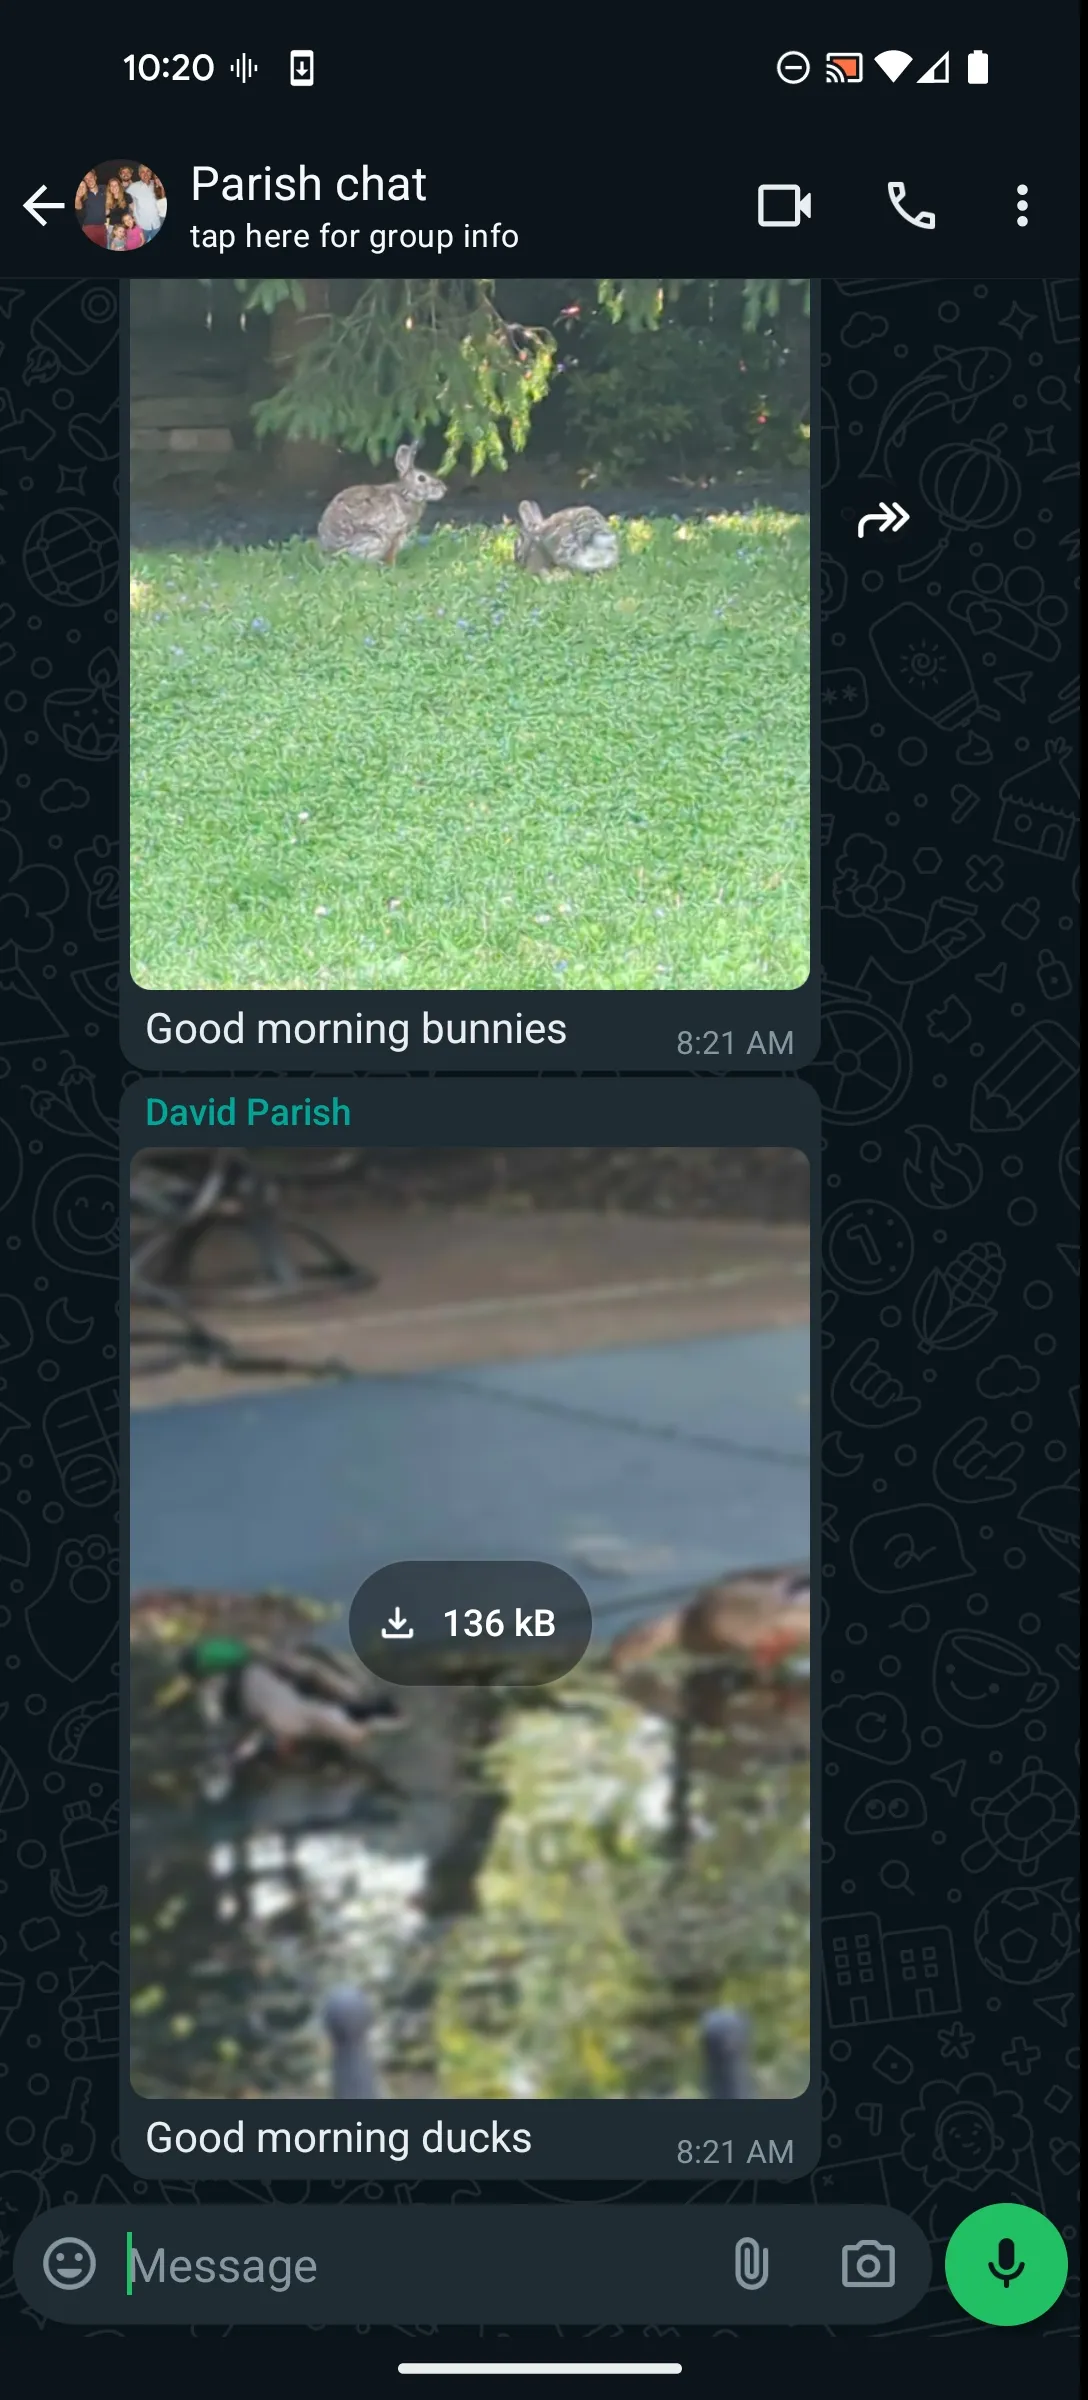 10:20
Parish chat
tap here for group info
Good morning bunnies
8:21 AM
David Parish
136 kB
Good morning ducks
8:21 AM
Message